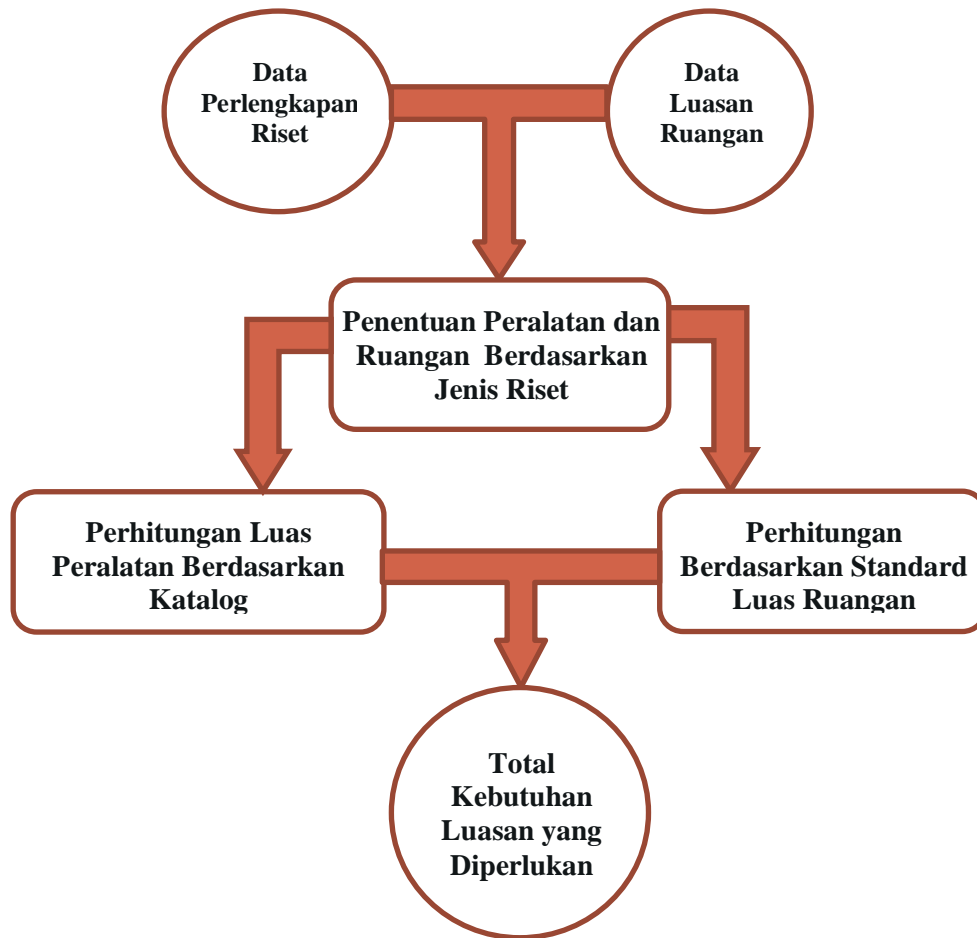 Data
Perlengkapan
Riset
Data
Luasan
Ruangan
Penentuan Peralatan dan
Ruangan Berdasarkan
Jenis Riset
Perhitungan Luas
Peralatan Berdasarkan
Katalog
Perhitungan
Berdasarkan Standard
Luas Ruangan
Total
Kebutuhan
Luasan yang
Diperlukan